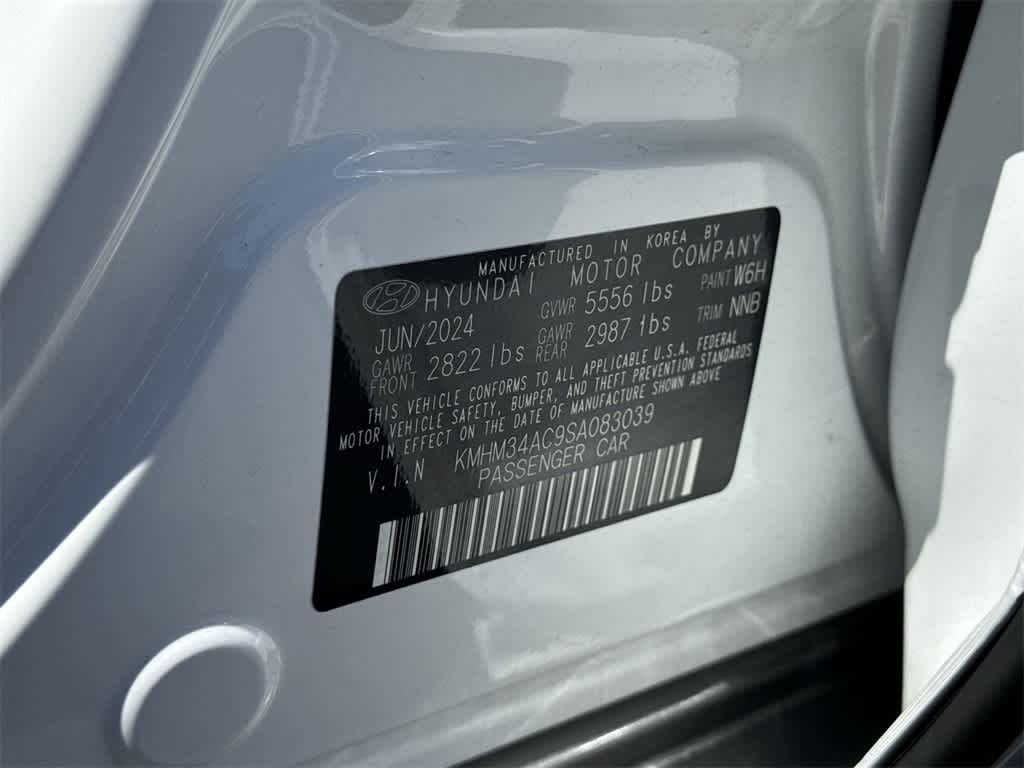 MANUFACTURED IN KOREA BY
HYUNDAI MOTOR COMPANY
JUN/2024 GVWR 5556 lbs PAINT W6H
GAWR FRONT 2822 lbs GAWR REAR 2987 lbs TRIM NNB
THIS VEHICLE CONFORMS TO ALL APPLICABLE U.S.A. FEDERAL
MOTOR VEHICLE SAFETY, BUMPER, AND THEFT PREVENTION STANDARDS
IN EFFECT ON THE DATE OF MANUFACTURE SHOWN ABOVE
V.I.N KMHM34AC9SA083039
PASSENGER CAR